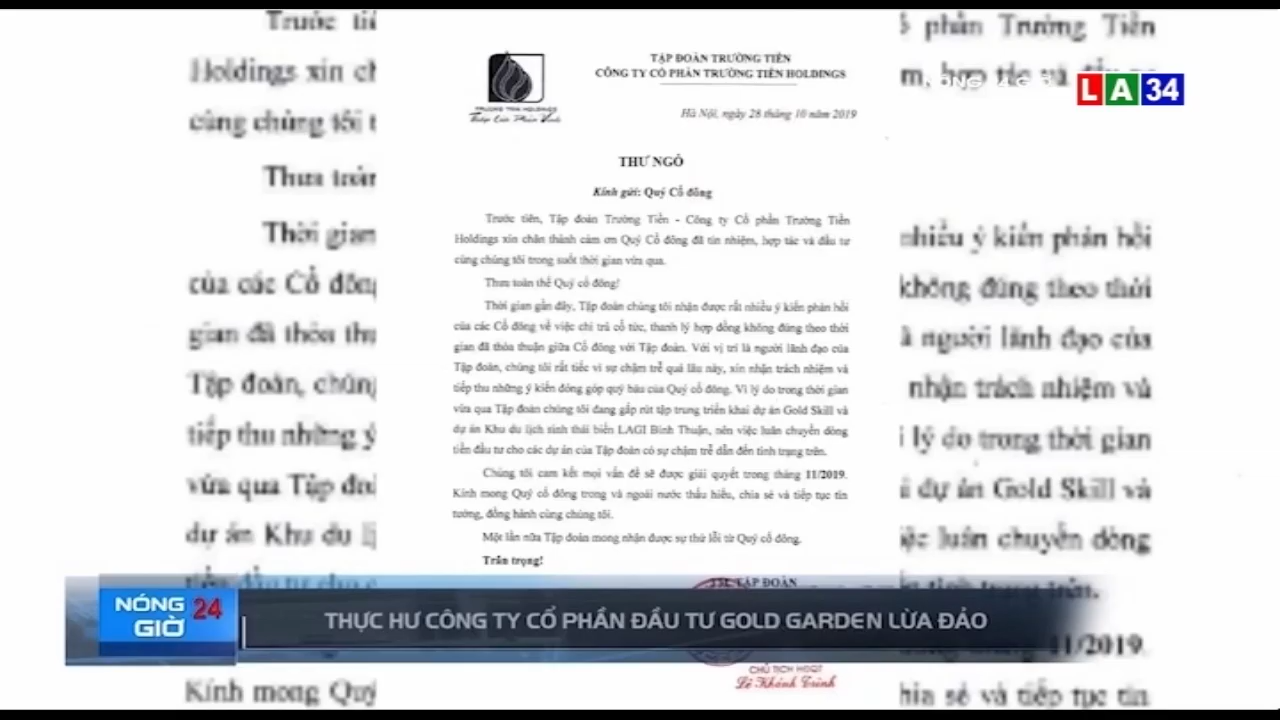 TẬP ĐOÀN TRƯỜNG TIỀN
CÔNG TY CỔ PHẦN TRƯỜNG TIỀN HOLDINGS
Hà Nội, ngày 28 tháng 10 năm 2019
THƯ NGỎ
Kính gửi: Quý Cổ đông
Trước tiên, Tập đoàn Trường Tiền - Công ty Cổ phần Trường Tiền
Holdings xin chân thành cảm ơn Quý Cổ đông đã tin nhiệm, hợp tác và đầu tư
cùng chúng tôi trong suốt thời gian vừa qua.
Thưa toàn thể Quý cổ đông!
Thời gian gần đây, Tập đoàn chúng tôi nhận được rất nhiều ý kiến phản hồi
của các Cổ đông về việc chi trả cổ tức, thanh lý hợp đồng không đúng theo thời
gian đã thỏa thuận giữa Cổ đông với Tập đoàn. Với vị trí là người lãnh đạo của
Tập đoàn, chúng tôi rất tiếc vì sự chậm trễ quá lâu này, xin nhận trách nhiệm và
tiếp thu những ý kiến đóng góp quý báu của Quý cổ đông. Vì lý do trong thời gian
vừa qua Tập đoàn chúng tôi đang gấp rút tập trung triển khai dự án Gold Skill và
dự án Khu du lịch sinh thái biển LAGI Bình Thuận, nên việc luân chuyển dòng
tiền đầu tư cho các dự án của Tập đoàn có sự chậm trễ dẫn đến tình trạng trên.
Chúng tôi cam kết mọi vấn đề sẽ được giải quyết trong tháng 11/2019.
Kính mong Quý cổ đông trong và ngoài nước thấu hiểu, chia sẻ và tiếp tục tin
tưởng, đồng hành cùng chúng tôi.
Một lần nữa Tập đoàn mong nhận được sự thứ lỗi từ Quý cổ đông.
Trân trọng!
TẬP ĐOÀN
CHỦ TỊCH HĐQT
Lê Khánh Trình
LA34
NÓNG 24 GIỜ
THỰC HƯ CÔNG TY CỔ PHẦN ĐẦU TƯ GOLD GARDEN LỪA ĐẢO